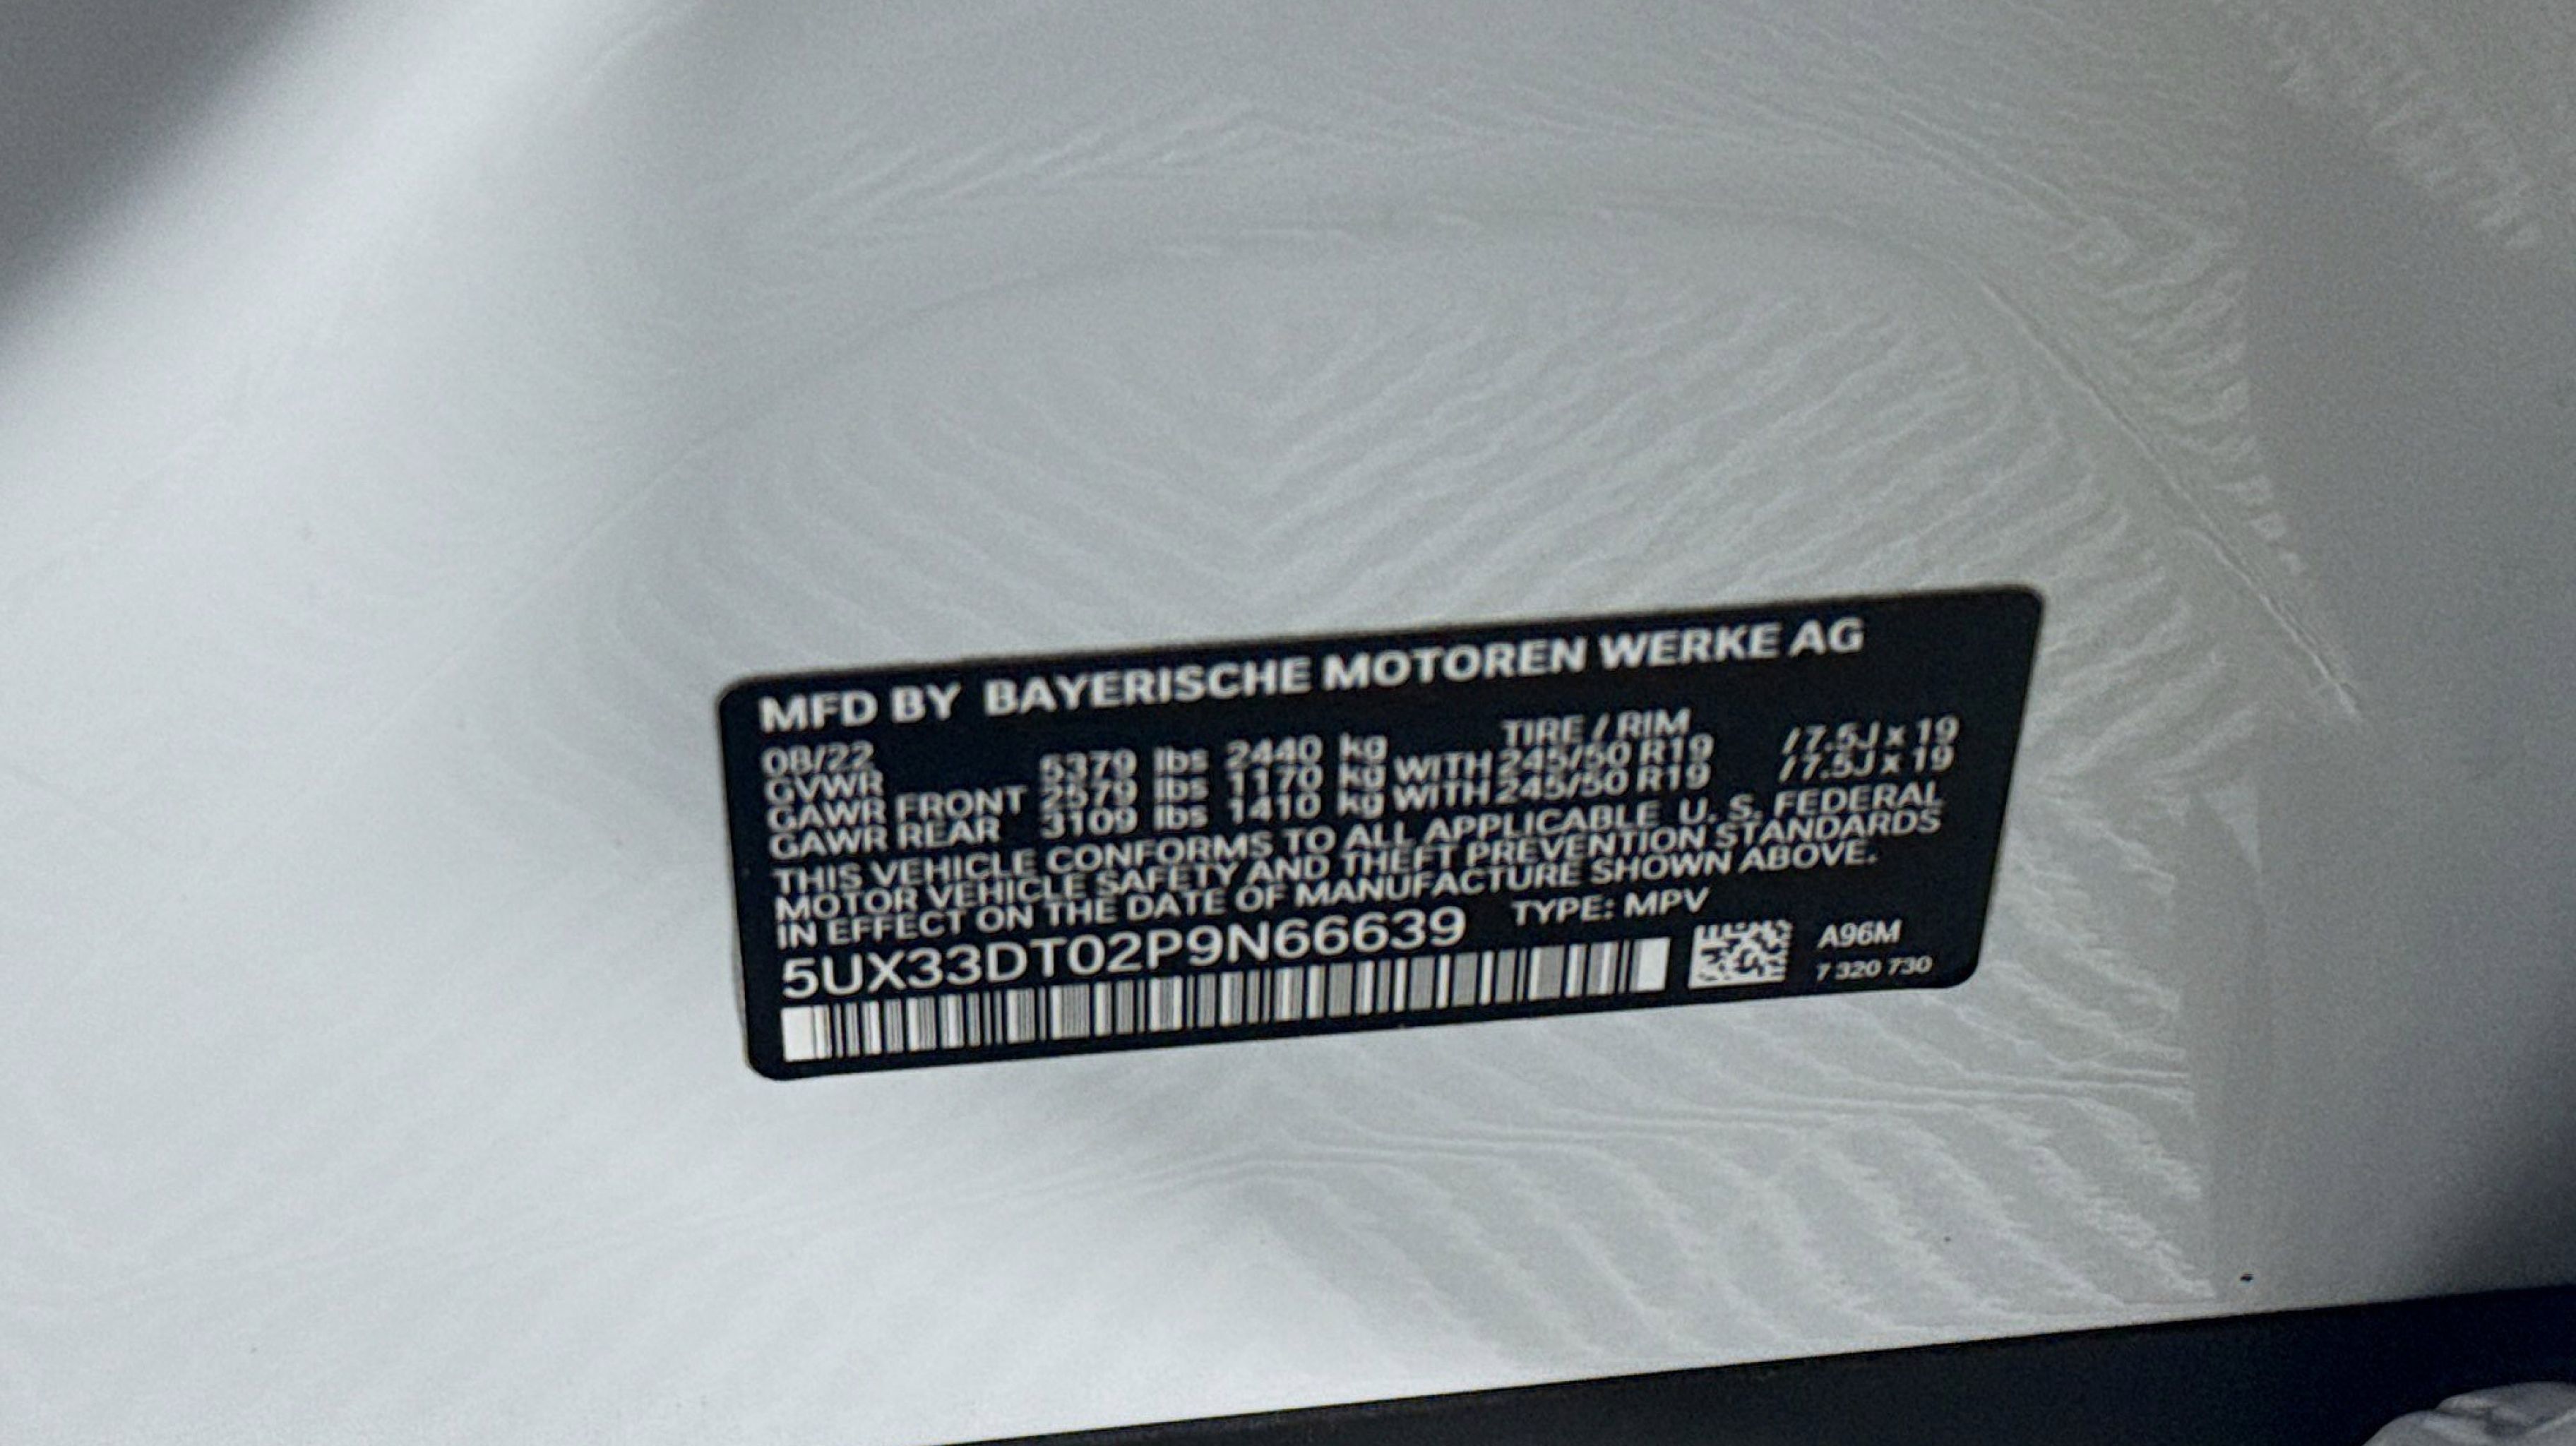 MFD BY BAYERISCHE MOTOREN WERKE AG
08/22 TIRE / RIM
GVWR 5379 lbs 2440 kg
GAWR FRONT 2579 lbs 1170 kg WITH 245/50 R19 / 7.5J x 19
GAWR REAR 3109 lbs 1410 kg WITH 245/50 R19 / 7.5J x 19
THIS VEHICLE CONFORMS TO ALL APPLICABLE U. S. FEDERAL
MOTOR VEHICLE SAFETY AND THEFT PREVENTION STANDARDS
IN EFFECT ON THE DATE OF MANUFACTURE SHOWN ABOVE.
5UX33DT02P9N66639 TYPE: MPV
A96M
7 320 730